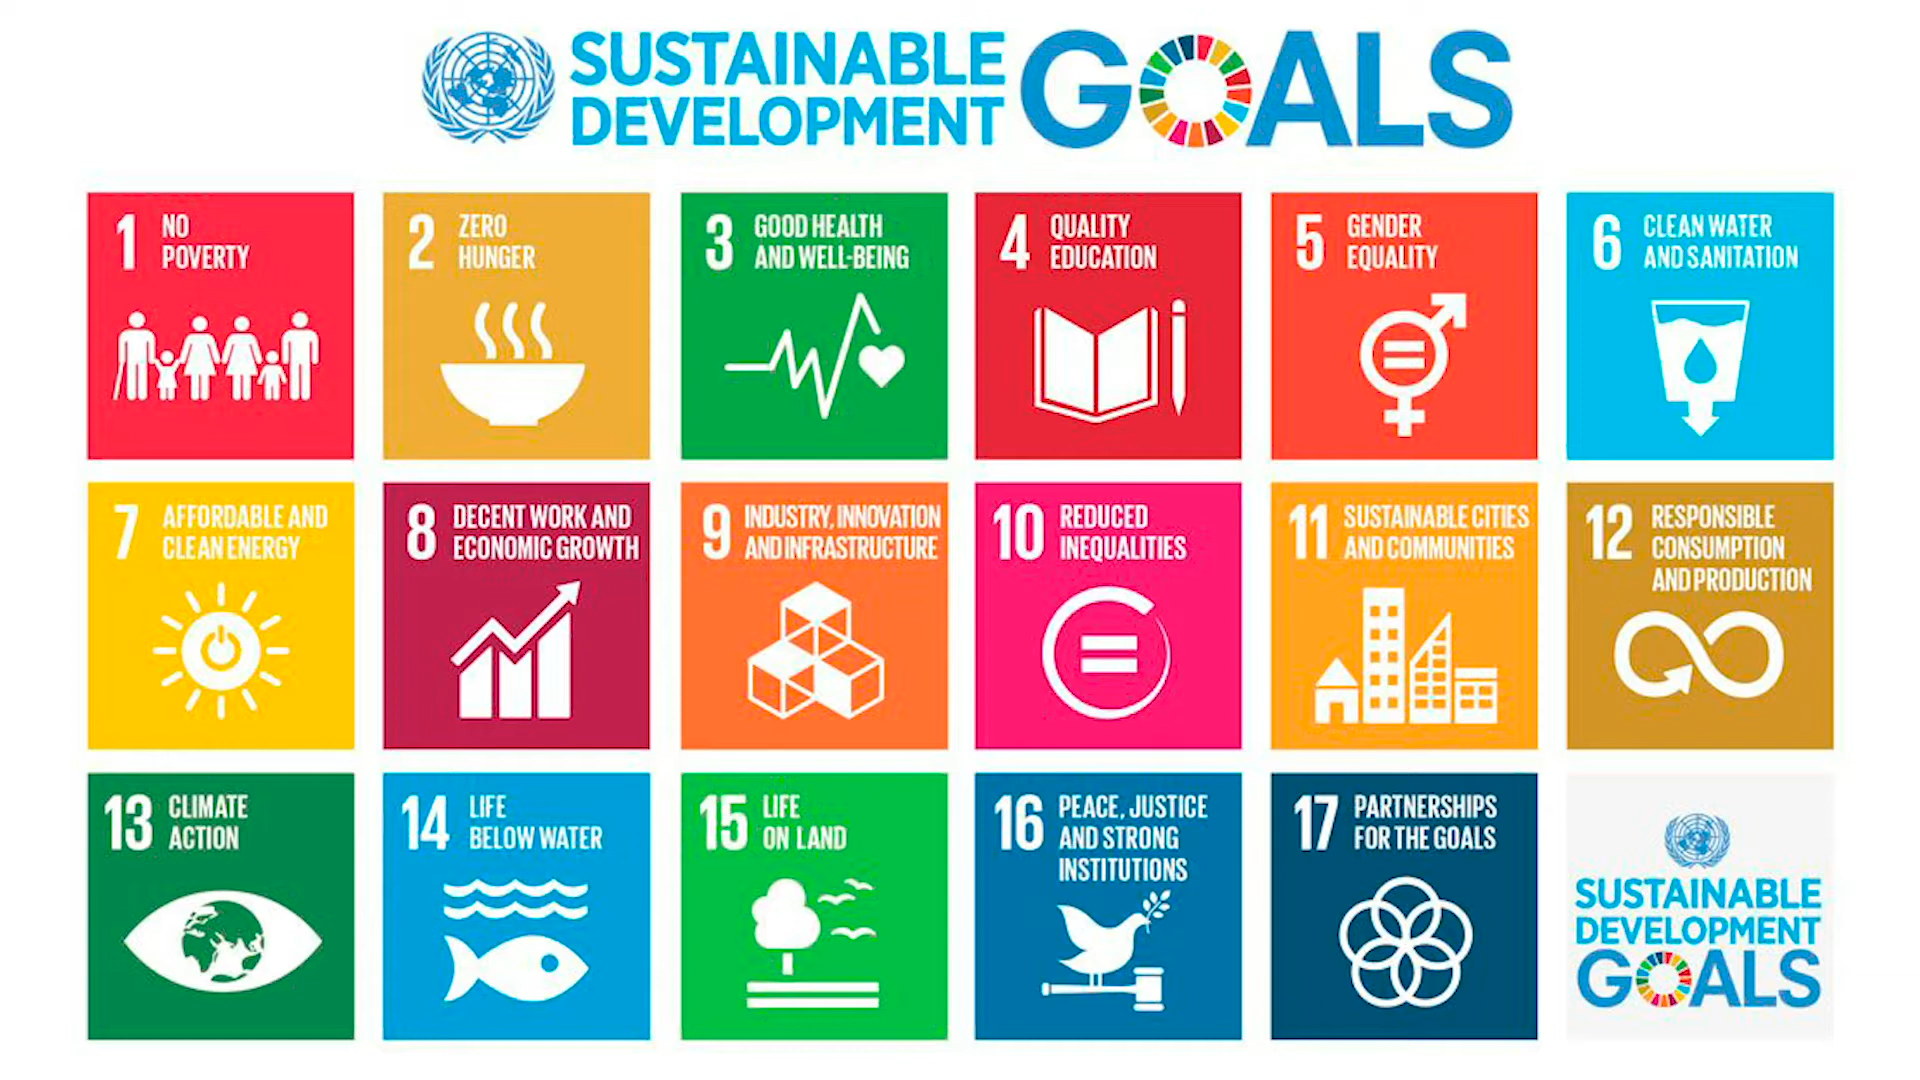 SUSTAINABLE
DEVELOPMENT
GOALS
1 NO
POVERTY
2 ZERO
HUNGER
3 GOOD HEALTH
AND WELL-BEING
4 QUALITY
EDUCATION
5 GENDER
EQUALITY
6 CLEAN WATER
AND SANITATION
7 AFFORDABLE AND
CLEAN ENERGY
8 DECENT WORK AND
ECONOMIC GROWTH
9 INDUSTRY, INNOVATION
AND INFRASTRUCTURE
10 REDUCED
INEQUALITIES
11 SUSTAINABLE CITIES
AND COMMUNITIES
12 RESPONSIBLE
CONSUMPTION
AND PRODUCTION
13 CLIMATE
ACTION
14 LIFE
BELOW WATER
15 LIFE
ON LAND
16 PEACE, JUSTICE
AND STRONG
INSTITUTIONS
17 PARTNERSHIPS
FOR THE GOALS
SUSTAINABLE
DEVELOPMENT
GOALS